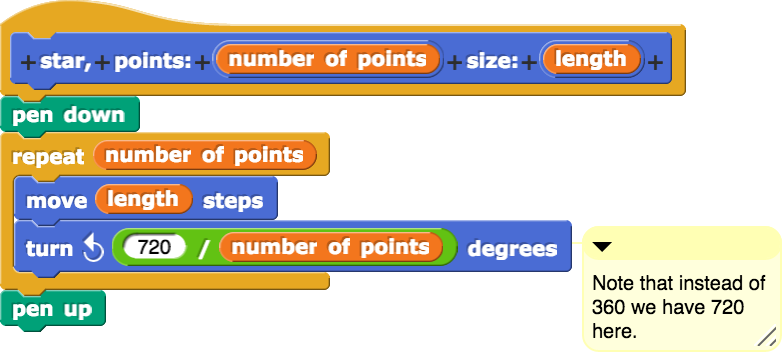 + star, + points: + number of points + size: + length +
pen down
repeat number of points
move length steps
turn 720 / number of points degrees
Note that instead of
360 we have 720
here.
pen up